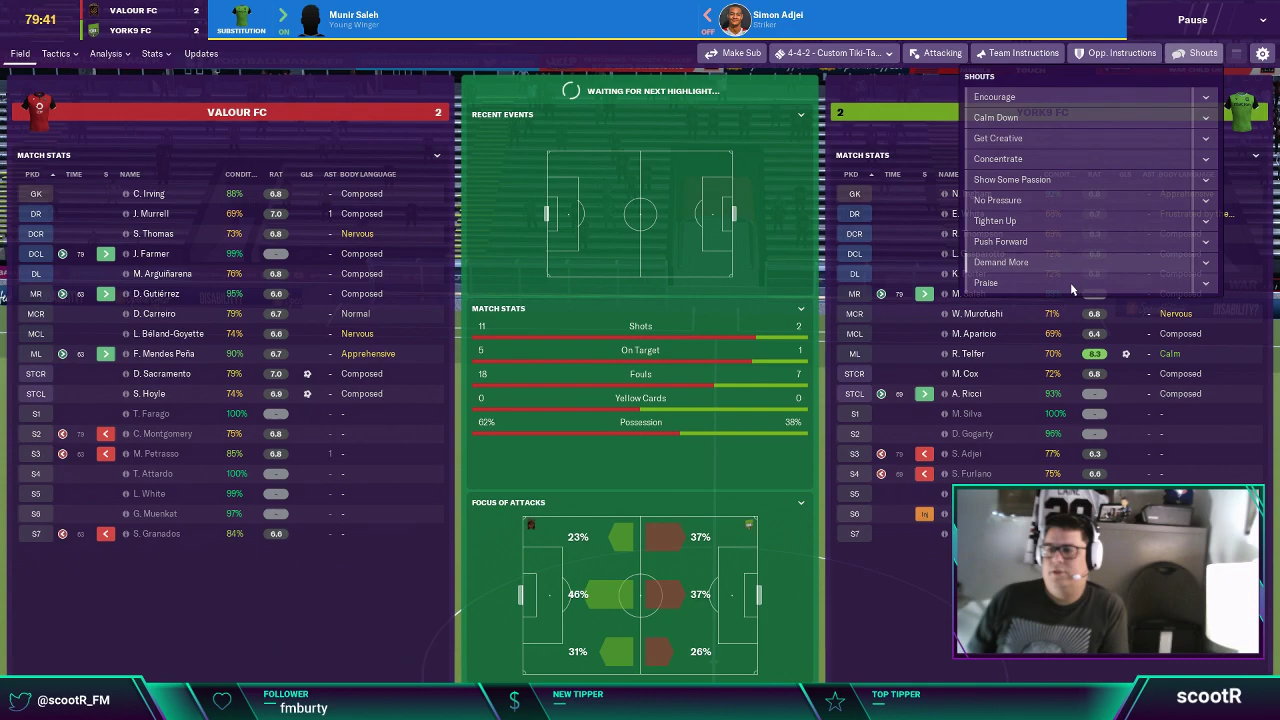 79:41
VALOUR FC 2
YORK9 FC 2
SUBSTITUTION
ON
Munir Saleh
Young Winger
OFF
Simon Adjei
Striker
Pause
Field Tactics Analysis Stats Updates
Make Sub 4-4-2 - Custom Tiki-Ta... Attacking Team Instructions Opp. Instructions Shouts
SHOUTS
Encourage
Calm Down
Get Creative
Concentrate
Show Some Passion
No Pressure
Tighten Up
Push Forward
Demand More
Praise
VALOUR FC 2
MATCH STATS
PKD TIME S NAME CONDIT... RAT GLS AST BODY LANGUAGE
GK C. Irving 88% 6.8 - Composed
DR J. Murrell 69% 7.0 1 Composed
DCR S. Thomas 73% 6.8 - Nervous
DCL 79 J. Farmer 99% - - Composed
DL M. Arguiñarena 76% 6.8 - Composed
MR 63 D. Gutiérrez 95% 6.6 - Composed
MCR D. Carreiro 79% 6.7 - Normal
MCL L. Béland-Goyette 74% 6.6 - Nervous
ML 63 F. Mendes Peña 90% 6.7 - Apprehensive
STCR D. Sacramento 79% 7.0 - Composed
STCL S. Hoyle 74% 6.9 - Composed
S1 T. Farago 100% - - -
S2 79 C. Montgomery 75% 6.8 - -
S3 63 M. Petrasso 85% 6.8 1 -
S4 T. Attardo 100% - - -
S5 L. White 99% - - -
S6 G. Muenkat 97% - - -
S7 63 S. Granados 84% 6.6 - -
WAITING FOR NEXT HIGHLIGHT...
RECENT EVENTS
MATCH STATS
11 Shots 2
5 On Target 1
18 Fouls 7
0 Yellow Cards 0
62% Possession 38%
FOCUS OF ATTACKS
23% 37%
46% 37%
31% 26%
2 YORK9 FC
MATCH STATS
PKD TIME S NAME
GK
DR
DCR
DCL
DL
MR 79
MCR W. Murofushi 71% 6.8 - Nervous
MCL M. Aparicio 69% 6.4 - Composed
ML R. Telfer 70% 8.3 - Calm
STCR M. Cox 72% 6.8 - Composed
STCL 69 A. Ricci 93% - - Composed
S1 M. Silva 100% - - -
S2 D. Gogarty 96% - - -
S3 79 S. Adjei 77% 6.3 - -
S4 69 S. Furlano 75% 6.6 - -
S5
S6 Inj
S7
@scootR_FM
FOLLOWER
fmburty
NEW TIPPER
TOP TIPPER
scootR